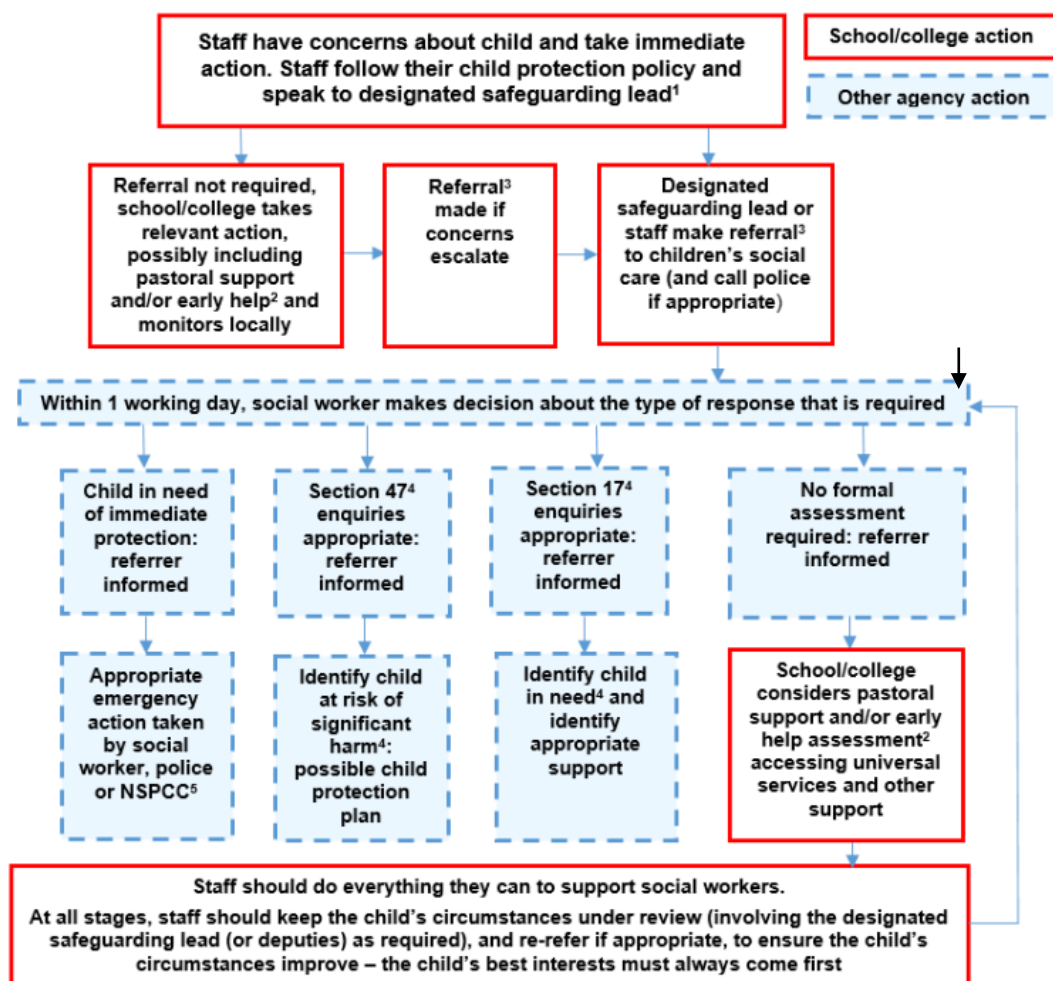 Staff have concerns about child and take immediate
action. Staff follow their child protection policy and
speak to designated safeguarding lead¹
School/college action
Other agency action
Referral not required,
school/college takes
relevant action,
possibly including
pastoral support
and/or early help² and
monitors locally
Referral³
made if
concerns
escalate
Designated
safeguarding lead or
staff make referral³
to children's social
care (and call police
if appropriate)
Within 1 working day, social worker makes decision about the type of response that is required
Child in need
of immediate
protection:
referrer
informed
Section 47⁴
enquiries
appropriate:
referrer
informed
Section 17⁴
enquiries
appropriate:
referrer
informed
No formal
assessment
required: referrer
informed
Appropriate
emergency
action taken
by social
worker, police
or NSPCC⁵
Identify child
at risk of
significant
harm⁴:
possible child
protection
plan
Identify child
in need⁴ and
identify
appropriate
support
School/college
considers pastoral
support and/or early
help assessment²
accessing universal
services and other
support
Staff should do everything they can to support social workers.
At all stages, staff should keep the child's circumstances under review (involving the designated
safeguarding lead (or deputies) as required), and re-refer if appropriate, to ensure the child's
circumstances improve – the child's best interests must always come first